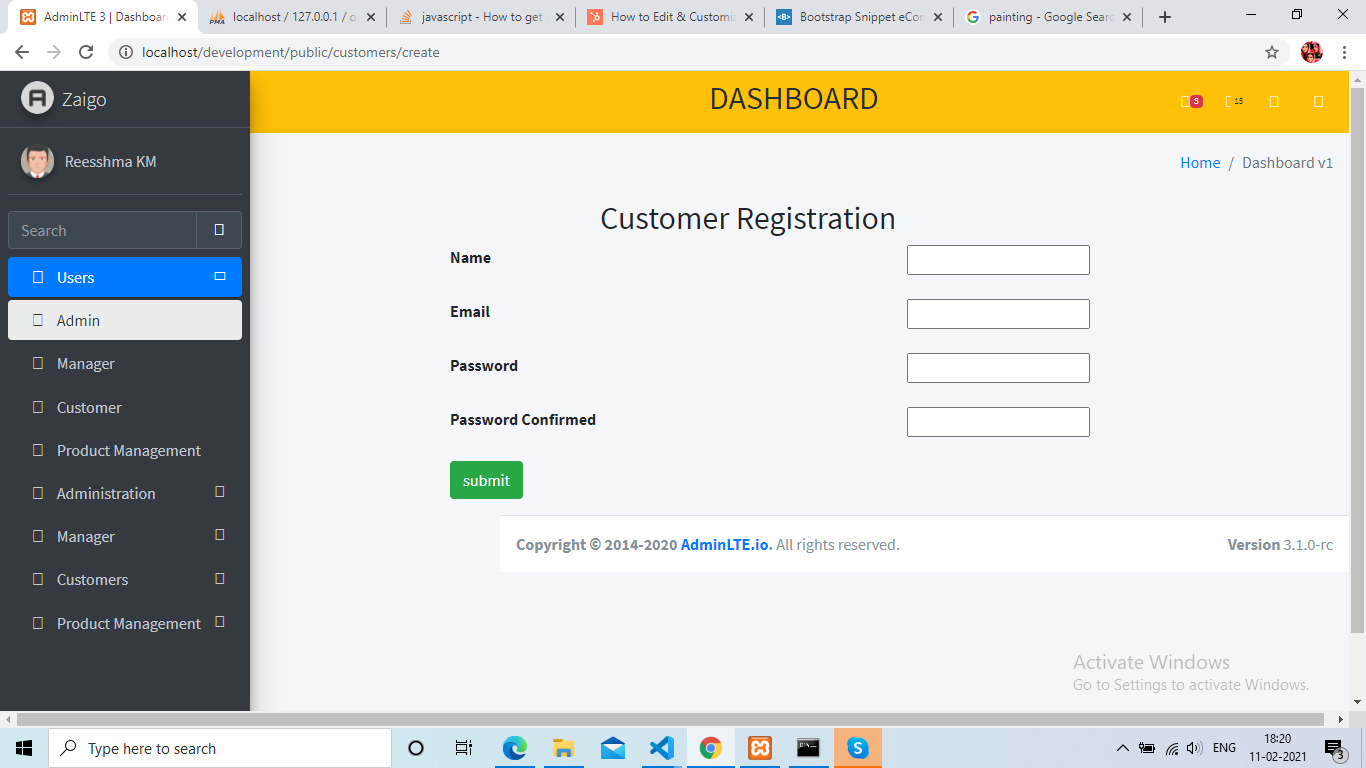 AdminLTE 3 | Dashboar
localhost / 127.0.0.1 / o
javascript - How to get
How to Edit & Customi
Bootstrap Snippet eCo
painting - Google Sear
localhost/development/public/customers/create
Zaigo
DASHBOARD
3
15
Reesshma KM
Home / Dashboard v1
Search
Customer Registration
Users
Name
Admin
Email
Manager
Password
Customer
Password Confirmed
Product Management
submit
Administration
Manager
Copyright © 2014-2020 AdminLTE.io. All rights reserved.
Version 3.1.0-rc
Customers
Product Management
Activate Windows
Go to Settings to activate Windows.
Type here to search
ENG
18:20
11-02-2021
3